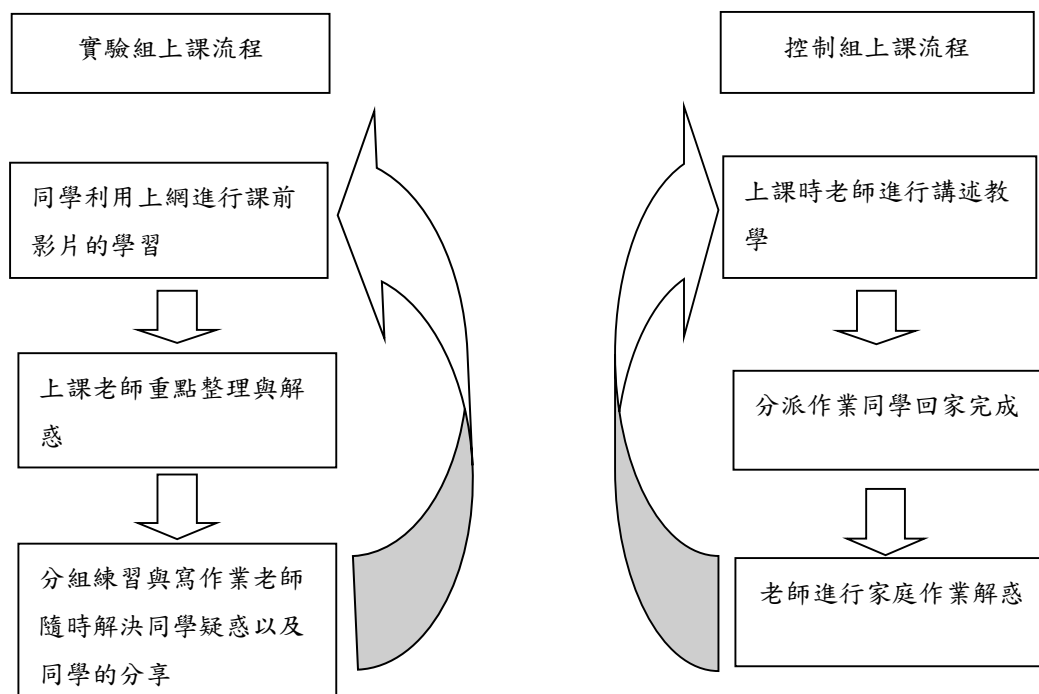 實驗組上課流程
同學利用上網進行課前
影片的學習
上課老師重點整理與解
惑
分組練習與寫作業老師
隨時解決同學疑惑以及
同學的分享
控制組上課流程
上課時老師進行講述教
學
分派作業同學回家完成
老師進行家庭作業解惑